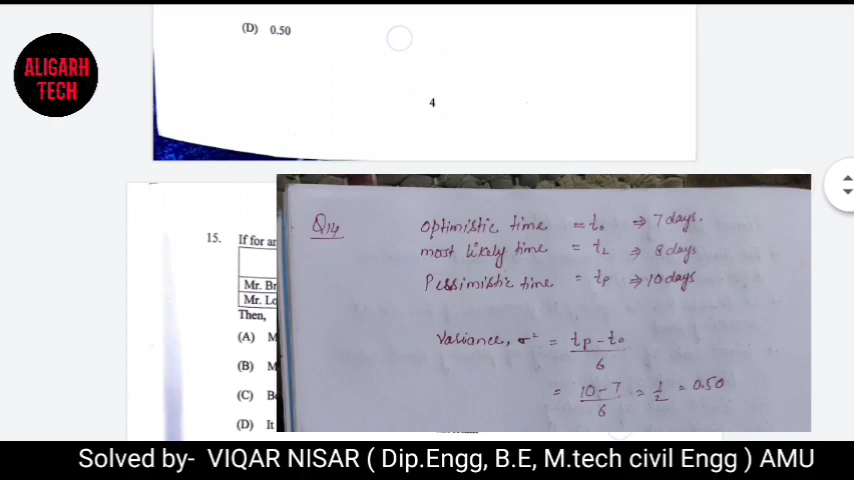 (D) 0.50
ALIGARH
TECH
4
15. If for an
Mr. Br
Mr. Lo
Then,
(A) M
(B) M
(C) Be
(D) It
Q14
Optimistic time = t₀ ⇒ 7 days.
most likely time = tL ⇒ 8 days
Pessimistic time = tP ⇒ 10 days
Variance, σ² = tp - t₀
6
= 10 - 7 = 1 = 0.50
6 2
Solved by- VIQAR NISAR ( Dip.Engg, B.E, M.tech civil Engg ) AMU